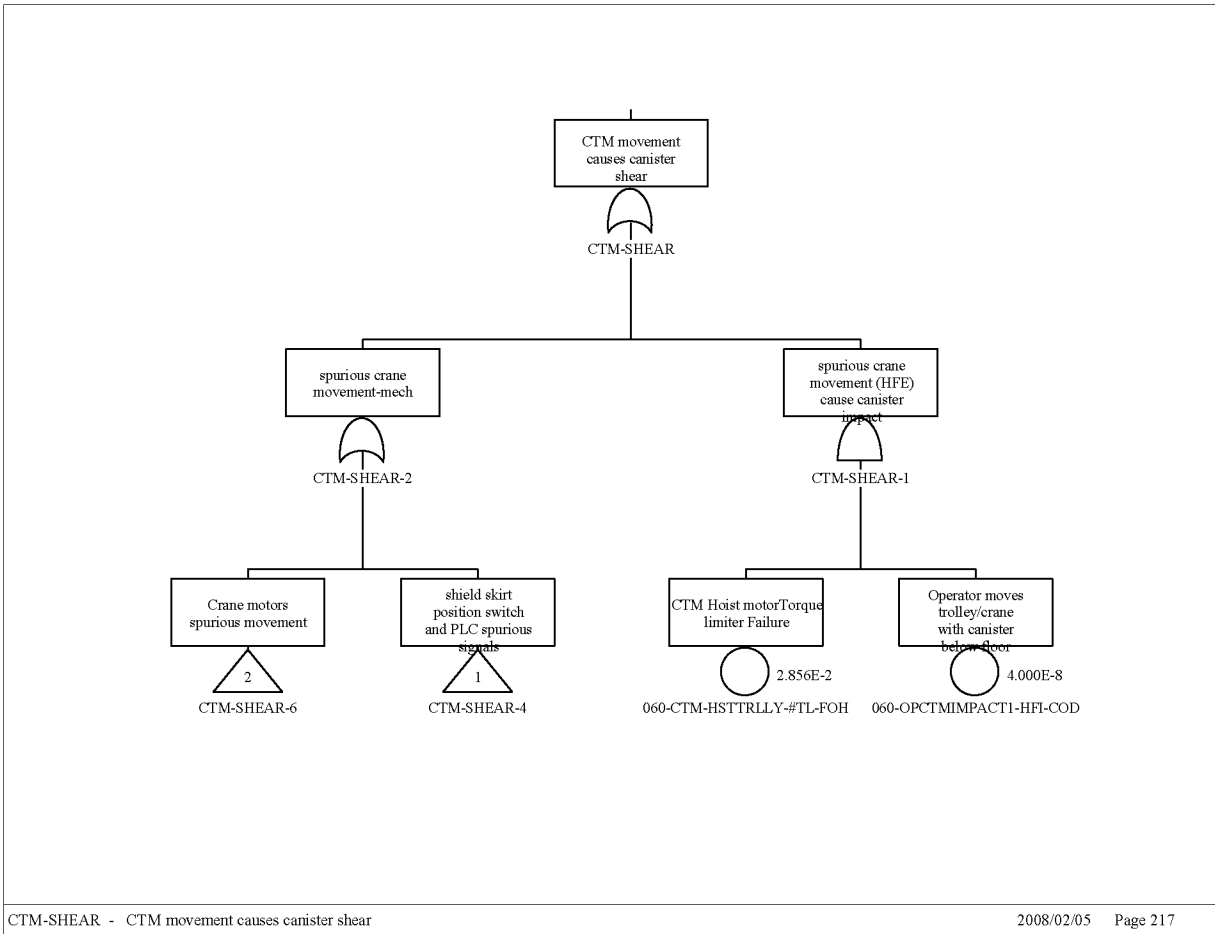 CTM movement
causes canister
shear
CTM-SHEAR
spurious crane
movement-mech
CTM-SHEAR-2
spurious crane
movement (HFE)
cause canister
impact
CTM-SHEAR-1
Crane motors
spurious movement
2
CTM-SHEAR-6
shield skirt
position switch
and PLC spurious
signals
1
CTM-SHEAR-4
CTM Hoist motorTorque
limiter Failure
2.856E-2
060-CTM-HSTTRLLY-#TL-FOH
Operator moves
trolley/crane
with canister
below floor
4.000E-8
060-OPCTMIMPACT1-HFI-COD
CTM-SHEAR - CTM movement causes canister shear
2008/02/05 Page 217